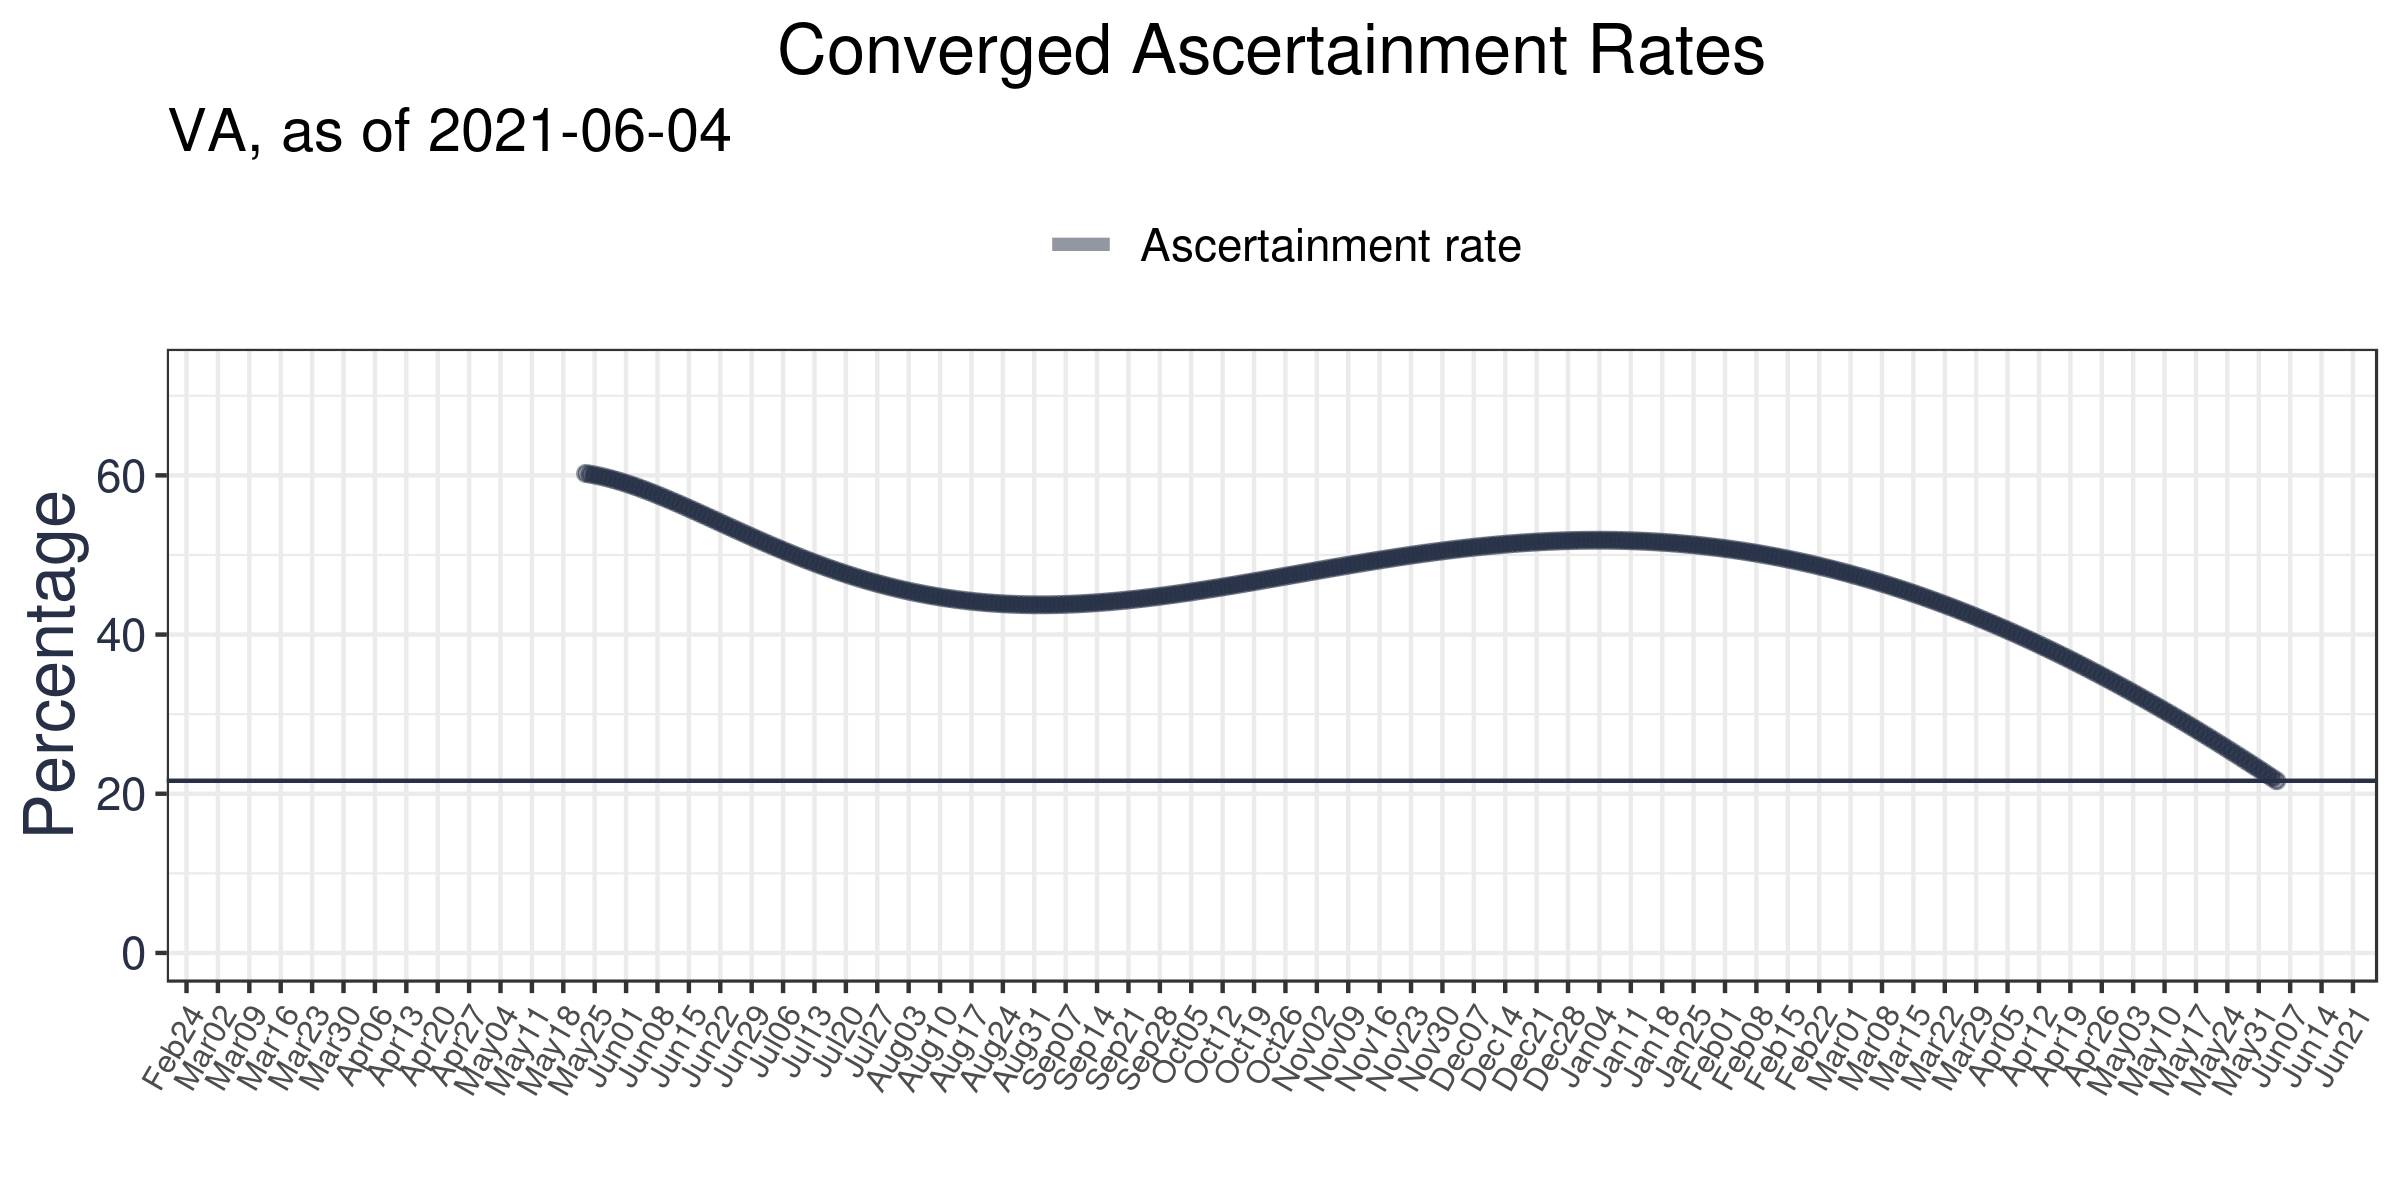 Converged Ascertainment Rates
VA, as of 2021-06-04
Ascertainment rate
Percentage
60
40
20
0
Feb24
Mar02
Mar09
Mar16
Mar23
Mar30
Apr06
Apr13
Apr20
Apr27
May04
May11
May18
May25
Jun01
Jun08
Jun15
Jun22
Jun29
Jul06
Jul13
Jul20
Jul27
Aug03
Aug10
Aug17
Aug24
Aug31
Sep07
Sep14
Sep21
Sep28
Oct05
Oct12
Oct19
Oct26
Nov02
Nov09
Nov16
Nov23
Nov30
Dec07
Dec14
Dec21
Dec28
Jan04
Jan11
Jan18
Jan25
Feb01
Feb08
Feb15
Feb22
Mar01
Mar08
Mar15
Mar22
Mar29
Apr05
Apr12
Apr19
Apr26
May03
May10
May17
May24
May31
Jun07
Jun14
Jun21